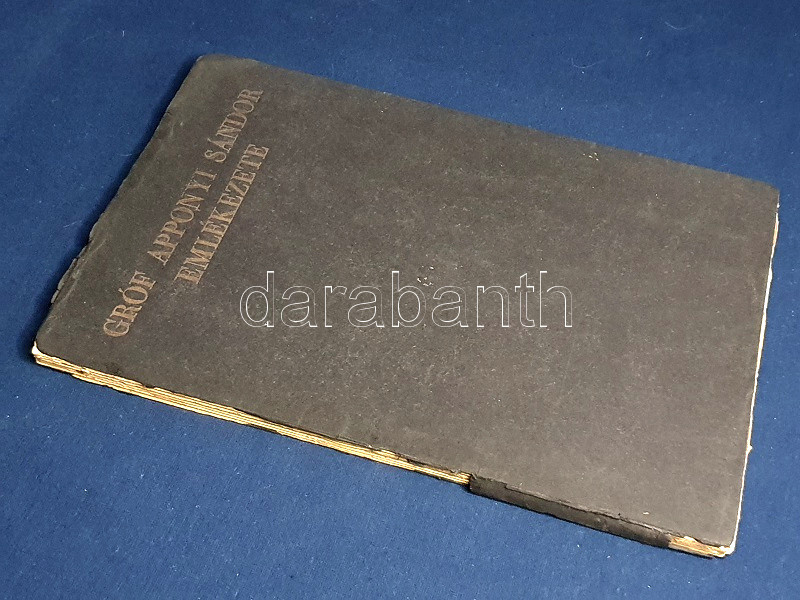 GRÓF APPONYI SÁNDOR
EMLÉKEZETE
darabanth